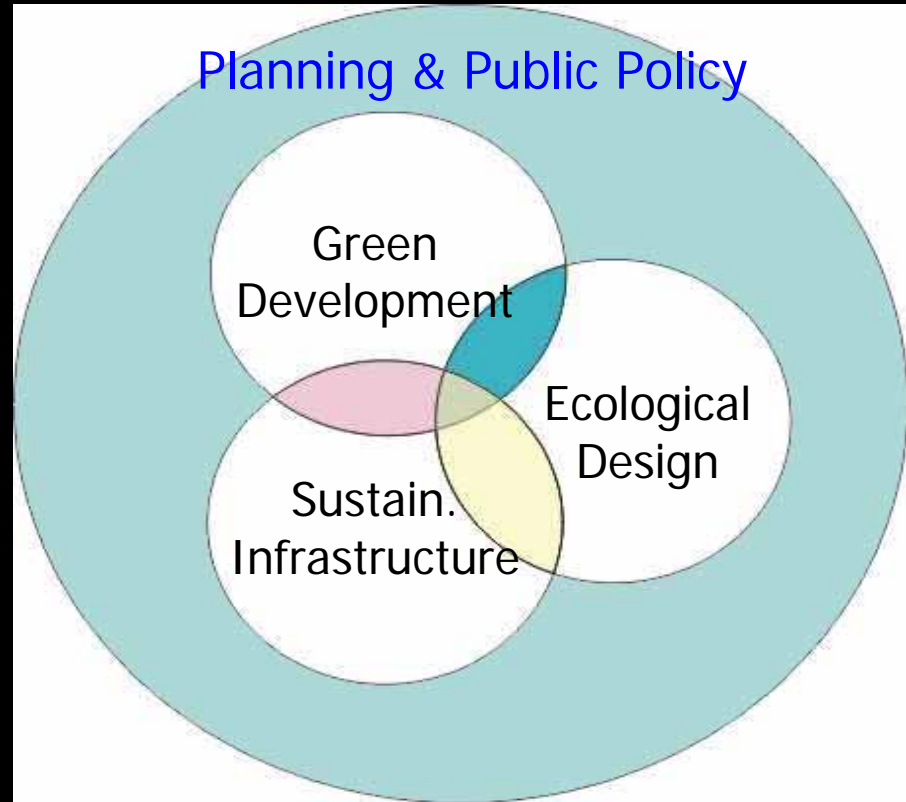 Planning & Public Policy
Green
Development
Ecological
Design
Sustain.
Infrastructure